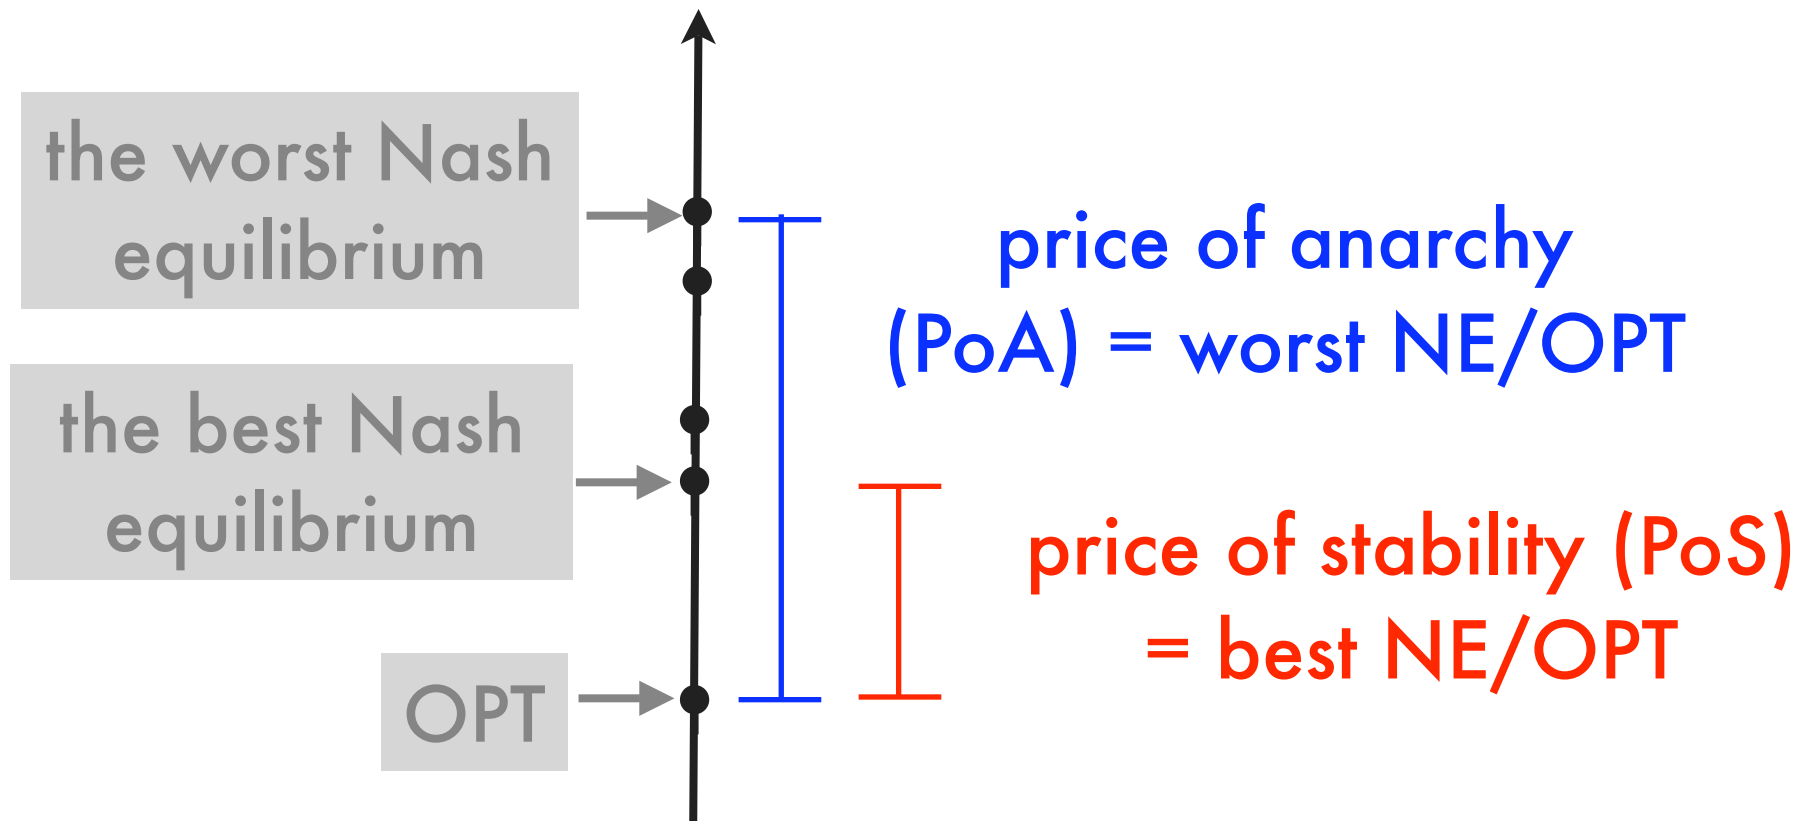 the worst Nash
equilibrium
price of anarchy
(PoA) = worst NE/OPT
the best Nash
equilibrium
price of stability (PoS)
= best NE/OPT
OPT